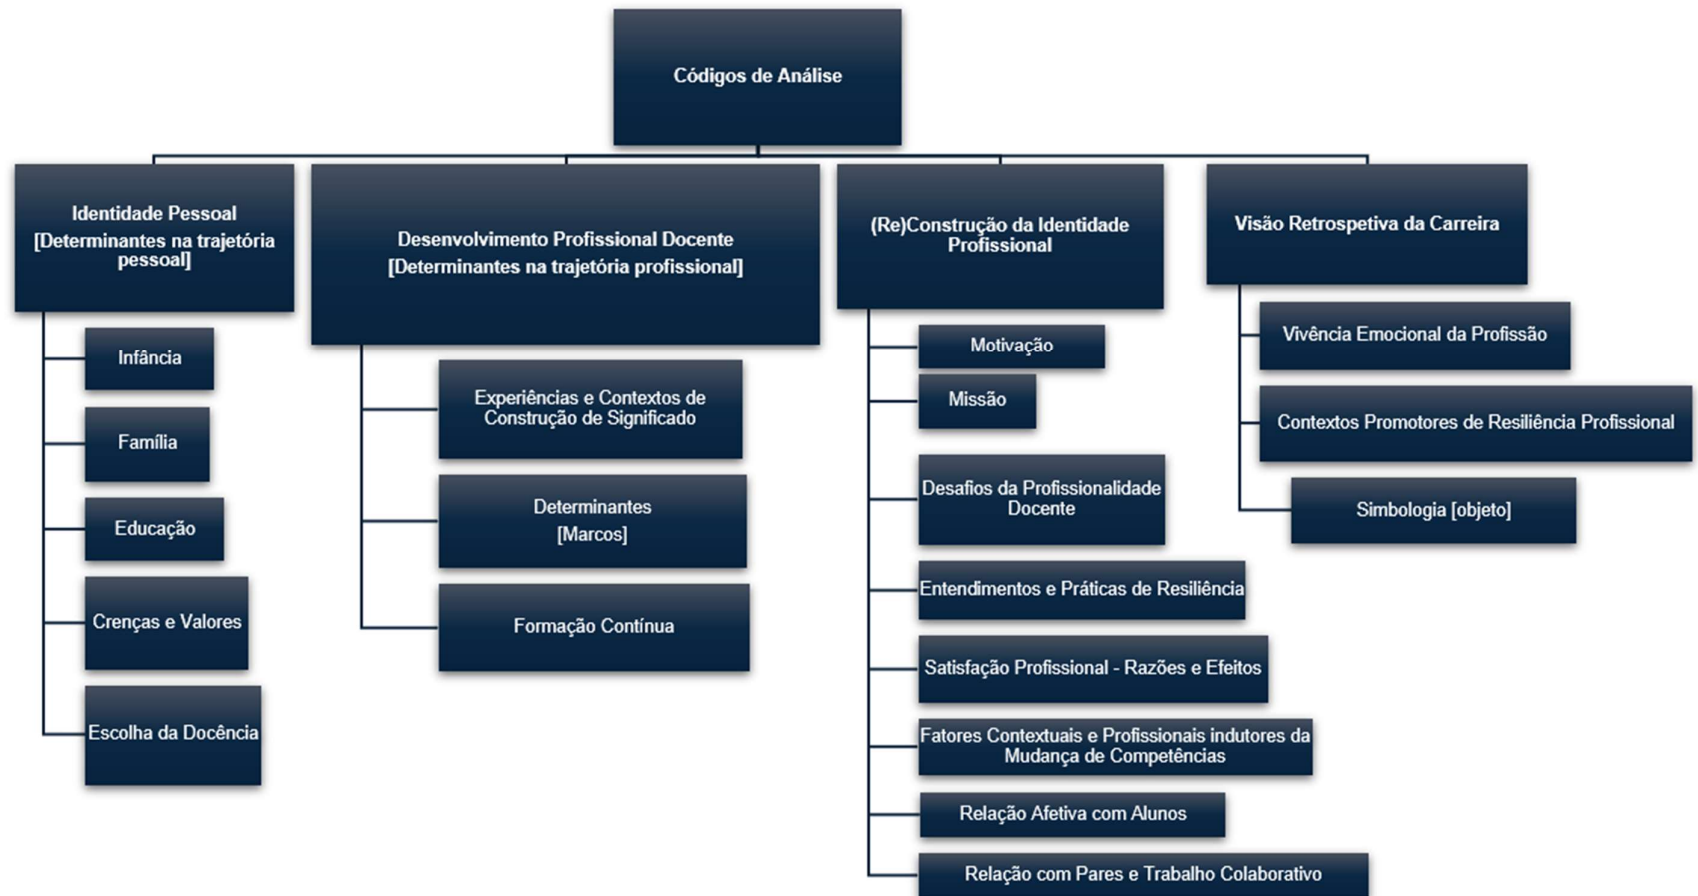 Códigos de Análise
Identidade Pessoal
[Determinantes na trajetória
pessoal]
Infância
Família
Educação
Crenças e Valores
Escolha da Docência
Desenvolvimento Profissional Docente
[Determinantes na trajetória profissional]
Experiências e Contextos de
Construção de Significado
Determinantes
[Marcos]
Formação Contínua
(Re)Construção da Identidade
Profissional
Motivação
Missão
Desafios da Profissionalidade
Docente
Entendimentos e Práticas de Resiliência
Satisfação Profissional - Razões e Efeitos
Fatores Contextuais e Profissionais indutores da
Mudança de Competências
Relação Afetiva com Alunos
Relação com Pares e Trabalho Colaborativo
Visão Retrospetiva da Carreira
Vivência Emocional da Profissão
Contextos Promotores de Resiliência Profissional
Simbologia [objeto]